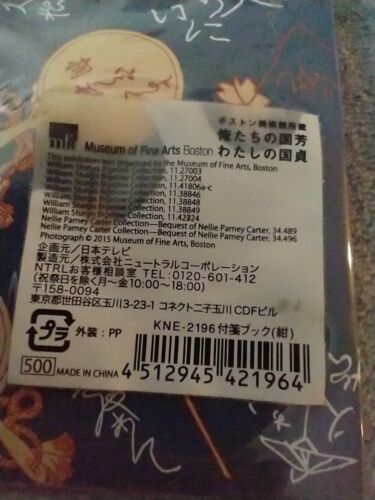 ボストン美術館所蔵
俺たちの国芳
わたしの国貞
Museum of Fine Arts Boston
This exhibition was organized by the Museum of Fine Arts, Boston
William Sturgis Bigelow Collection, 11.27003
William Sturgis Bigelow Collection, 11.27004
William Sturgis Bigelow Collection, 11.41806a-c
William Sturgis Bigelow Collection, 11.38846
William Sturgis Bigelow Collection, 11.38848
William Sturgis Bigelow Collection, 11.38849
William Sturgis Bigelow Collection, 11.42324
Nellie Parney Carter Collection—Bequest of Nellie Parney Carter, 34.489
Nellie Parney Carter Collection—Bequest of Nellie Parney Carter, 34.496
Photograph © 2015 Museum of Fine Arts, Boston
企画元／日本テレビ
製造元／株式会社ニュートラルコーポレーション
NTRLお客様相談室 TEL:0120-601-412
(祝祭日を除く月〜金10:00〜18:00)
〒158-0094
東京都世田谷区玉川3-23-1 コネクト二子玉川CDFビル
プラ
外装：PP
KNE-2196 付箋ブック(紺)
500
MADE IN CHINA
4 512945 421964